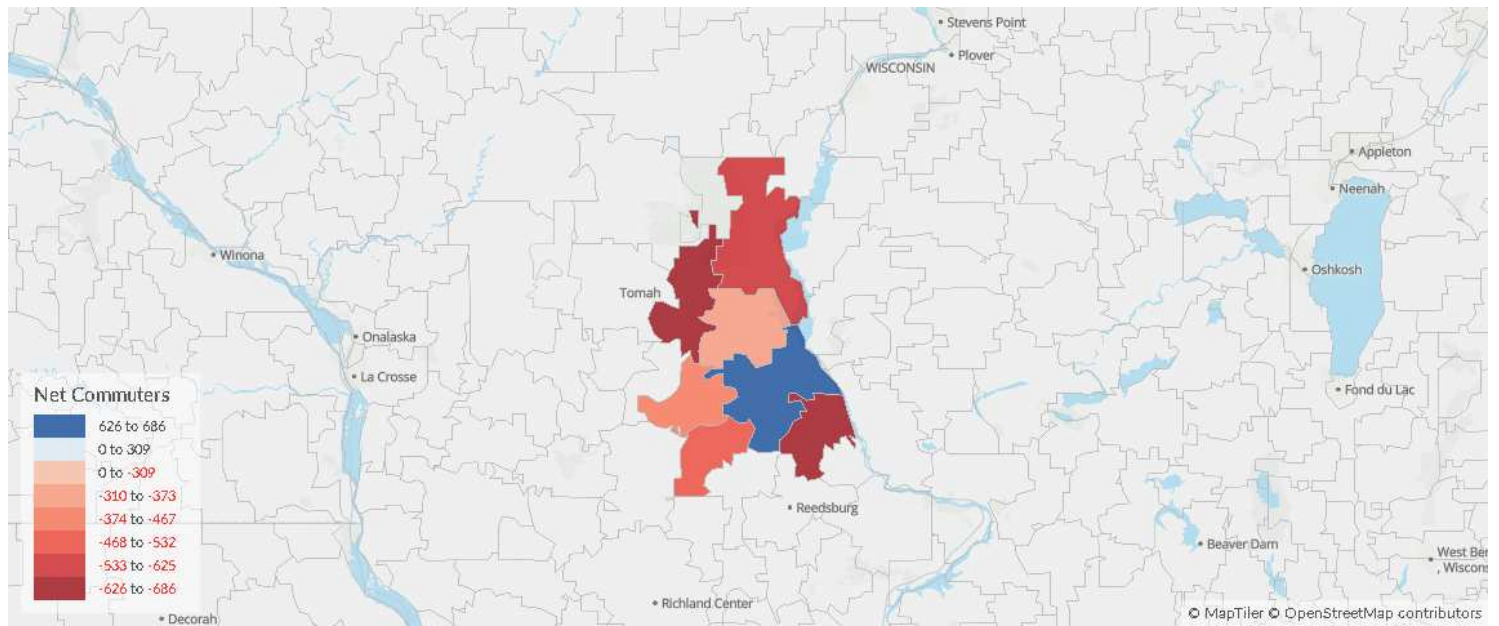 Stevens Point
Plover
WISCONSIN
Appleton
Neenah
Winona
Oshkosh
Tomah
Onalaska
La Crosse
Fond du Lac
Net Commuters
626 to 686
0 to 309
0 to -309
-310 to -373
-374 to -467
-468 to -532
-533 to -625
-626 to -686
Reedsburg
Beaver Dam
West Be
, Wiscons
Richland Center
Decorah
© MapTiler © OpenStreetMap contributors